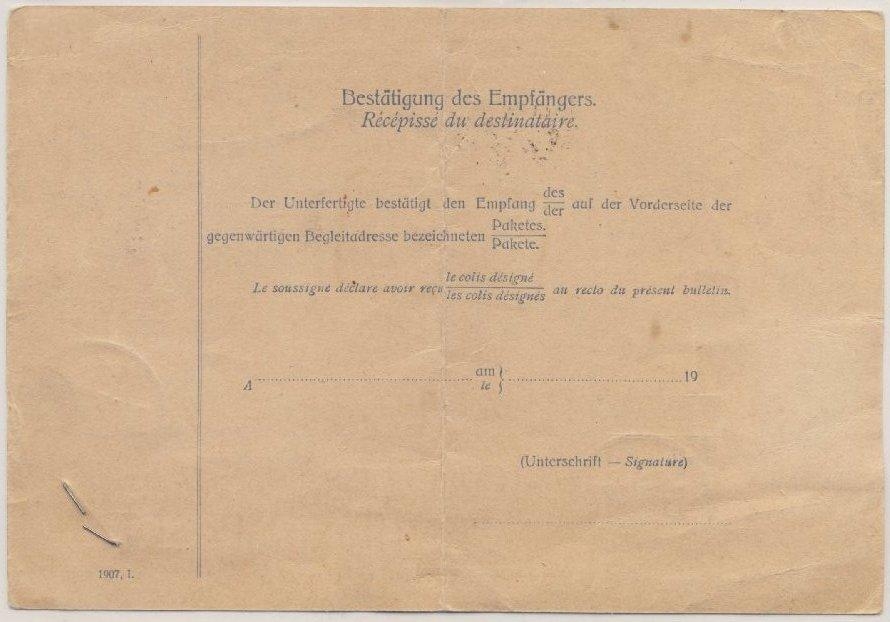 Bestätigung des Empfängers.
Récépissé du destinataire.
Der Unterfertigte bestätigt den Empfang des/der auf der Vorderseite der
gegenwärtigen Begleitadresse bezeichneten Paketes./Pakete.
Le soussigné déclare avoir reçu le colis désigné/les colis désignés au recto du présent bulletin.
A ........ am/le } ........ 19
(Unterschrift — Signature)
1907, I.